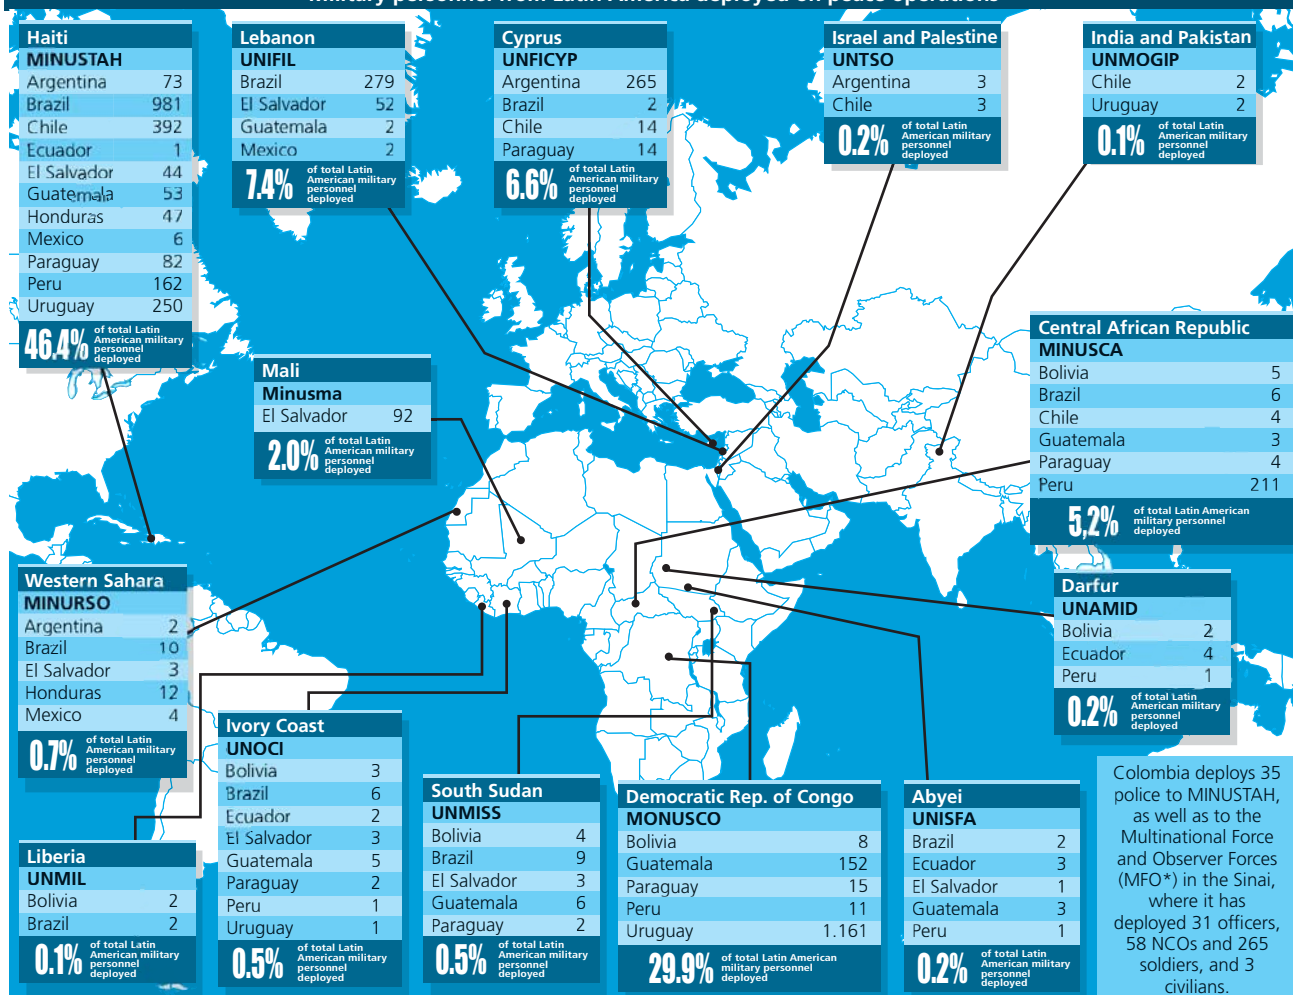 Military personnel from Latin America deployed on peace operations
Haiti
MINUSTAH
Argentina 73
Brazil 981
Chile 392
Ecuador 1
El Salvador 44
Guatemala 53
Honduras 47
Mexico 6
Paraguay 82
Peru 162
Uruguay 250
46.4% of total Latin
American military
personnel
deployed
Lebanon
UNIFIL
Brazil 279
El Salvador 52
Guatemala 2
Mexico 2
7.4% of total Latin
American military
personnel
deployed
Cyprus
UNFICYP
Argentina 265
Brazil 2
Chile 14
Paraguay 14
6.6% of total Latin
American military
personnel
deployed
Israel and Palestine
UNTSO
Argentina 3
Chile 3
0.2% of total Latin
American military
personnel
deployed
India and Pakistan
UNMOGIP
Chile 2
Uruguay 2
0.1% of total Latin
American military
personnel
deployed
Mali
Minusma
El Salvador 92
2.0% of total Latin
American military
personnel
deployed
Central African Republic
MINUSCA
Bolivia 5
Brazil 6
Chile 4
Guatemala 3
Paraguay 4
Peru 211
5,2% of total Latin American
military personnel
deployed
Western Sahara
MINURSO
Argentina 2
Brazil 10
El Salvador 3
Honduras 12
Mexico 4
0.7% of total Latin
American military
personnel
deployed
Darfur
UNAMID
Bolivia 2
Ecuador 4
Peru 1
0.2% of total Latin
American military
personnel
deployed
Liberia
UNMIL
Bolivia 2
Brazil 2
0.1% of total Latin
American military
personnel
deployed
Ivory Coast
UNOCI
Bolivia 3
Brazil 6
Ecuador 2
El Salvador 3
Guatemala 5
Paraguay 2
Peru 1
Uruguay 1
0.5% of total Latin
American military
personnel
deployed
South Sudan
UNMISS
Bolivia 4
Brazil 9
El Salvador 3
Guatemala 6
Paraguay 2
0.5% of total Latin
American military
personnel
deployed
Democratic Rep. of Congo
MONUSCO
Bolivia 8
Guatemala 152
Paraguay 15
Peru 11
Uruguay 1.161
29.9% of total Latin American
military personnel
deployed
Abyei
UNISFA
Brazil 2
Ecuador 3
El Salvador 1
Guatemala 3
Peru 1
0.2% of total Latin
American military
personnel
deployed
Colombia deploys 35
police to MINUSTAH,
as well as to the
Multinational Force
and Observer Forces
(MFO*) in the Sinai,
where it has
deployed 31 officers,
58 NCOs and 265
soldiers, and 3
civilians.